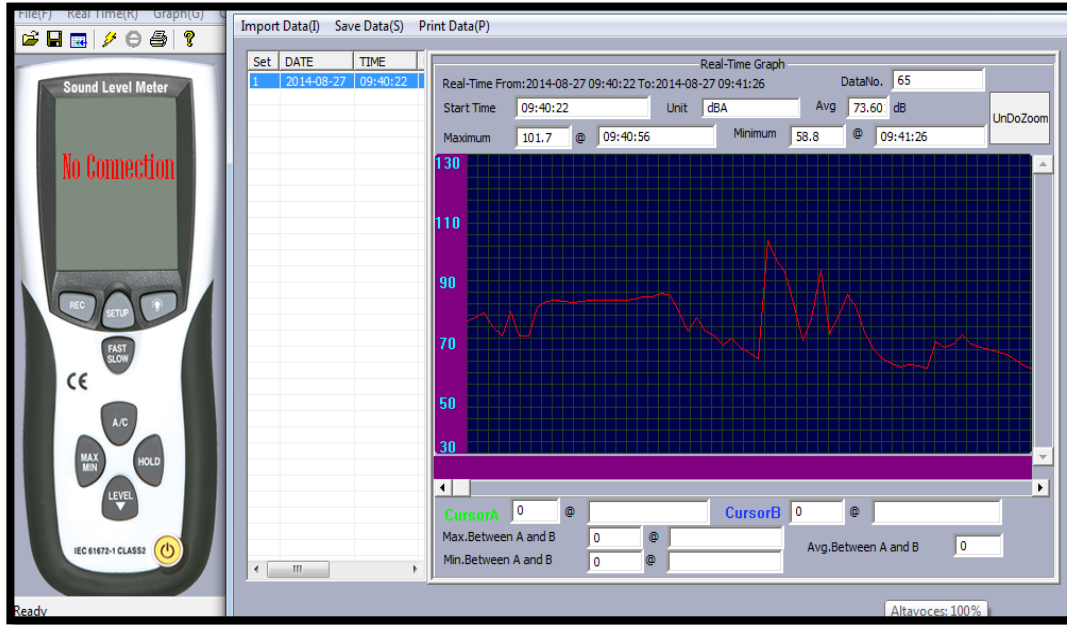 File(F) Real Time(R) Graph(G)
Import Data(I) Save Data(S) Print Data(P)
Sound Level Meter
No Connection
REC
SETUP
FAST
SLOW
CE
A/C
MAX
MIN
HOLD
LEVEL
IEC 61672-1 CLASS2
Ready
Set DATE TIME
1 2014-08-27 09:40:22
Real-Time Graph
Real-Time From:2014-08-27 09:40:22 To:2014-08-27 09:41:26 DataNo. 65
Start Time 09:40:22 Unit dBA Avg 73.60 dB
UnDoZoom
Maximum 101.7 @ 09:40:56 Minimum 58.8 @ 09:41:26
130
110
90
70
50
30
CursorA 0 @ CursorB 0 @
Max.Between A and B 0 @
Avg.Between A and B 0
Min.Between A and B 0 @
Altavoces: 100%